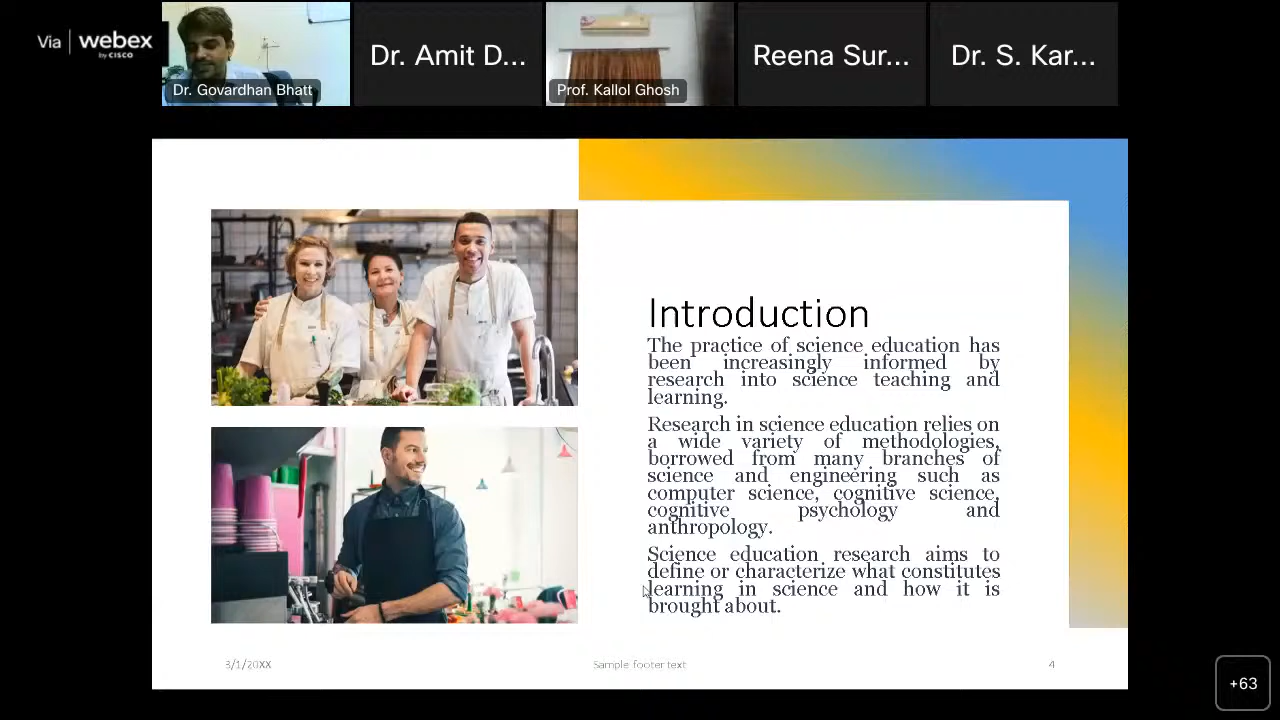 Via webex
by CISCO
Dr. Govardhan Bhatt
Dr. Amit D...
Prof. Kallol Ghosh
Reena Sur...
Dr. S. Kar...
Introduction
The practice of science education has
been increasingly informed by
research into science teaching and
learning.
Research in science education relies on
a wide variety of methodologies,
borrowed from many branches of
science and engineering such as
computer science, cognitive science,
cognitive psychology and
anthropology.
Science education research aims to
define or characterize what constitutes
learning in science and how it is
brought about.
3/1/20XX
Sample footer text
4
+63